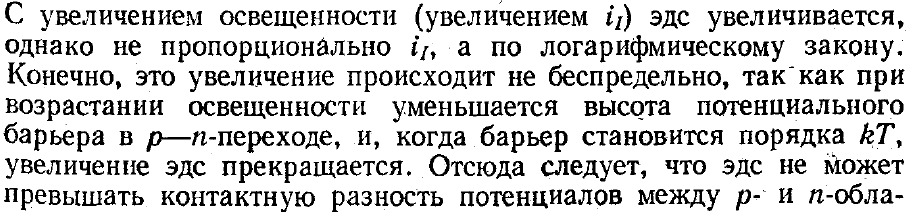 С увеличением освещенности (увеличением i_l) эдс увеличивается,
однако не пропорционально i_l, а по логарифмическому закону.
Конечно, это увеличение происходит не беспредельно, так как при
возрастании освещенности уменьшается высота потенциального
барьера в p—n-переходе, и, когда барьер становится порядка kT,
увеличение эдс прекращается. Отсюда следует, что эдс не может
превышать контактную разность потенциалов между p- и n-обла-